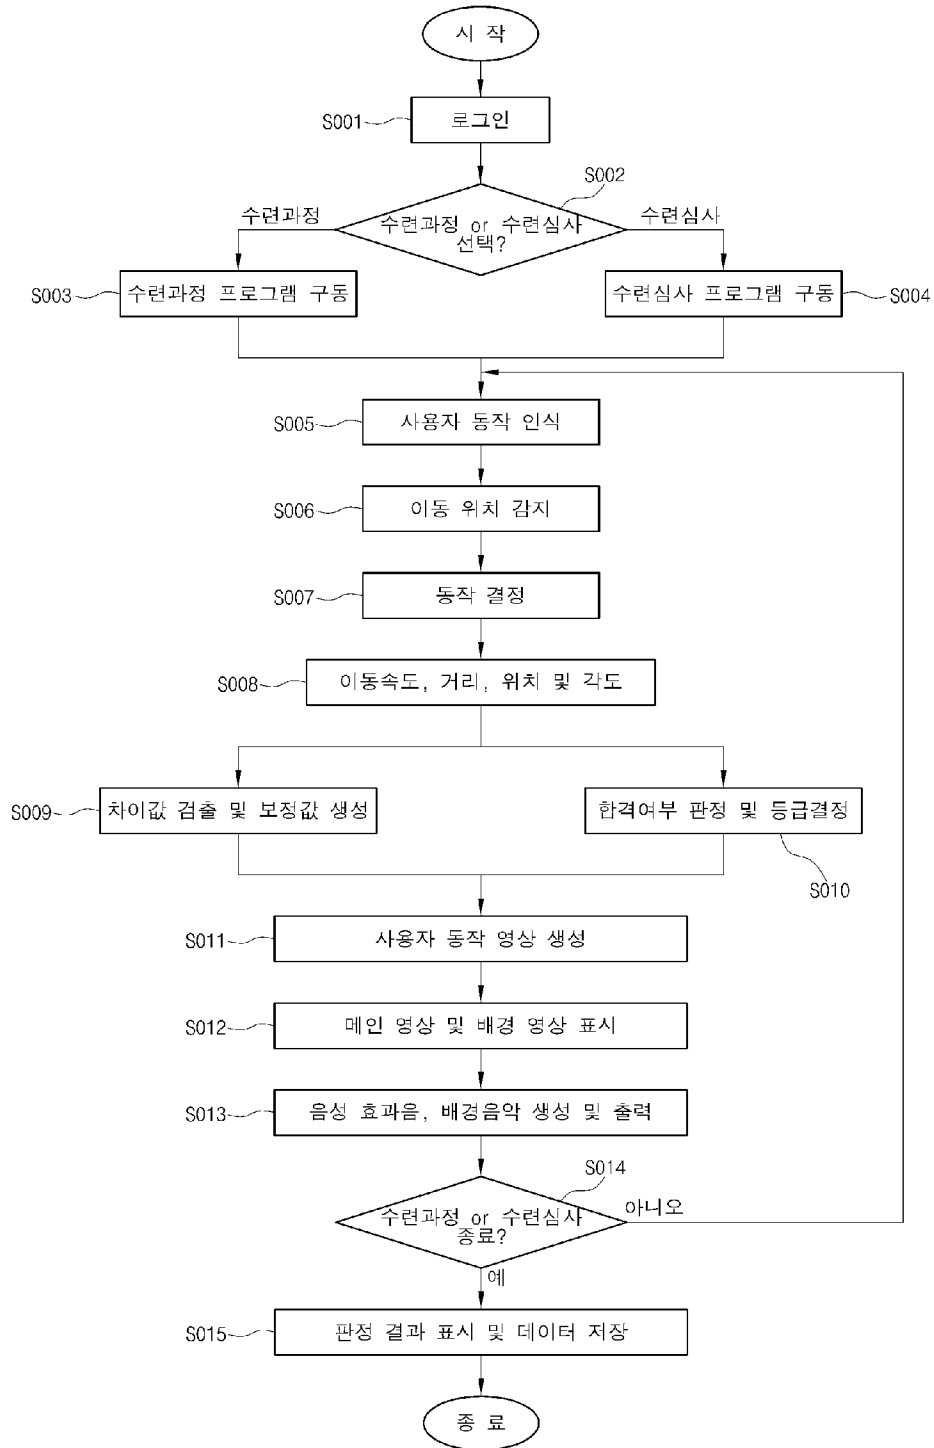 시 작
S001
로그인
S002
수련과정
수련과정 or 수련심사
선택?
수련심사
S003
수련과정 프로그램 구동
수련심사 프로그램 구동
S004
S005
사용자 동작 인식
S006
이동 위치 감지
S007
동작 결정
S008
이동속도, 거리, 위치 및 각도
S009
차이값 검출 및 보정값 생성
합격여부 판정 및 등급결정
S010
S011
사용자 동작 영상 생성
S012
메인 영상 및 배경 영상 표시
S013
음성 효과음, 배경음악 생성 및 출력
S014
수련과정 or 수련심사
종료?
아니오
예
S015
판정 결과 표시 및 데이터 저장
종 료